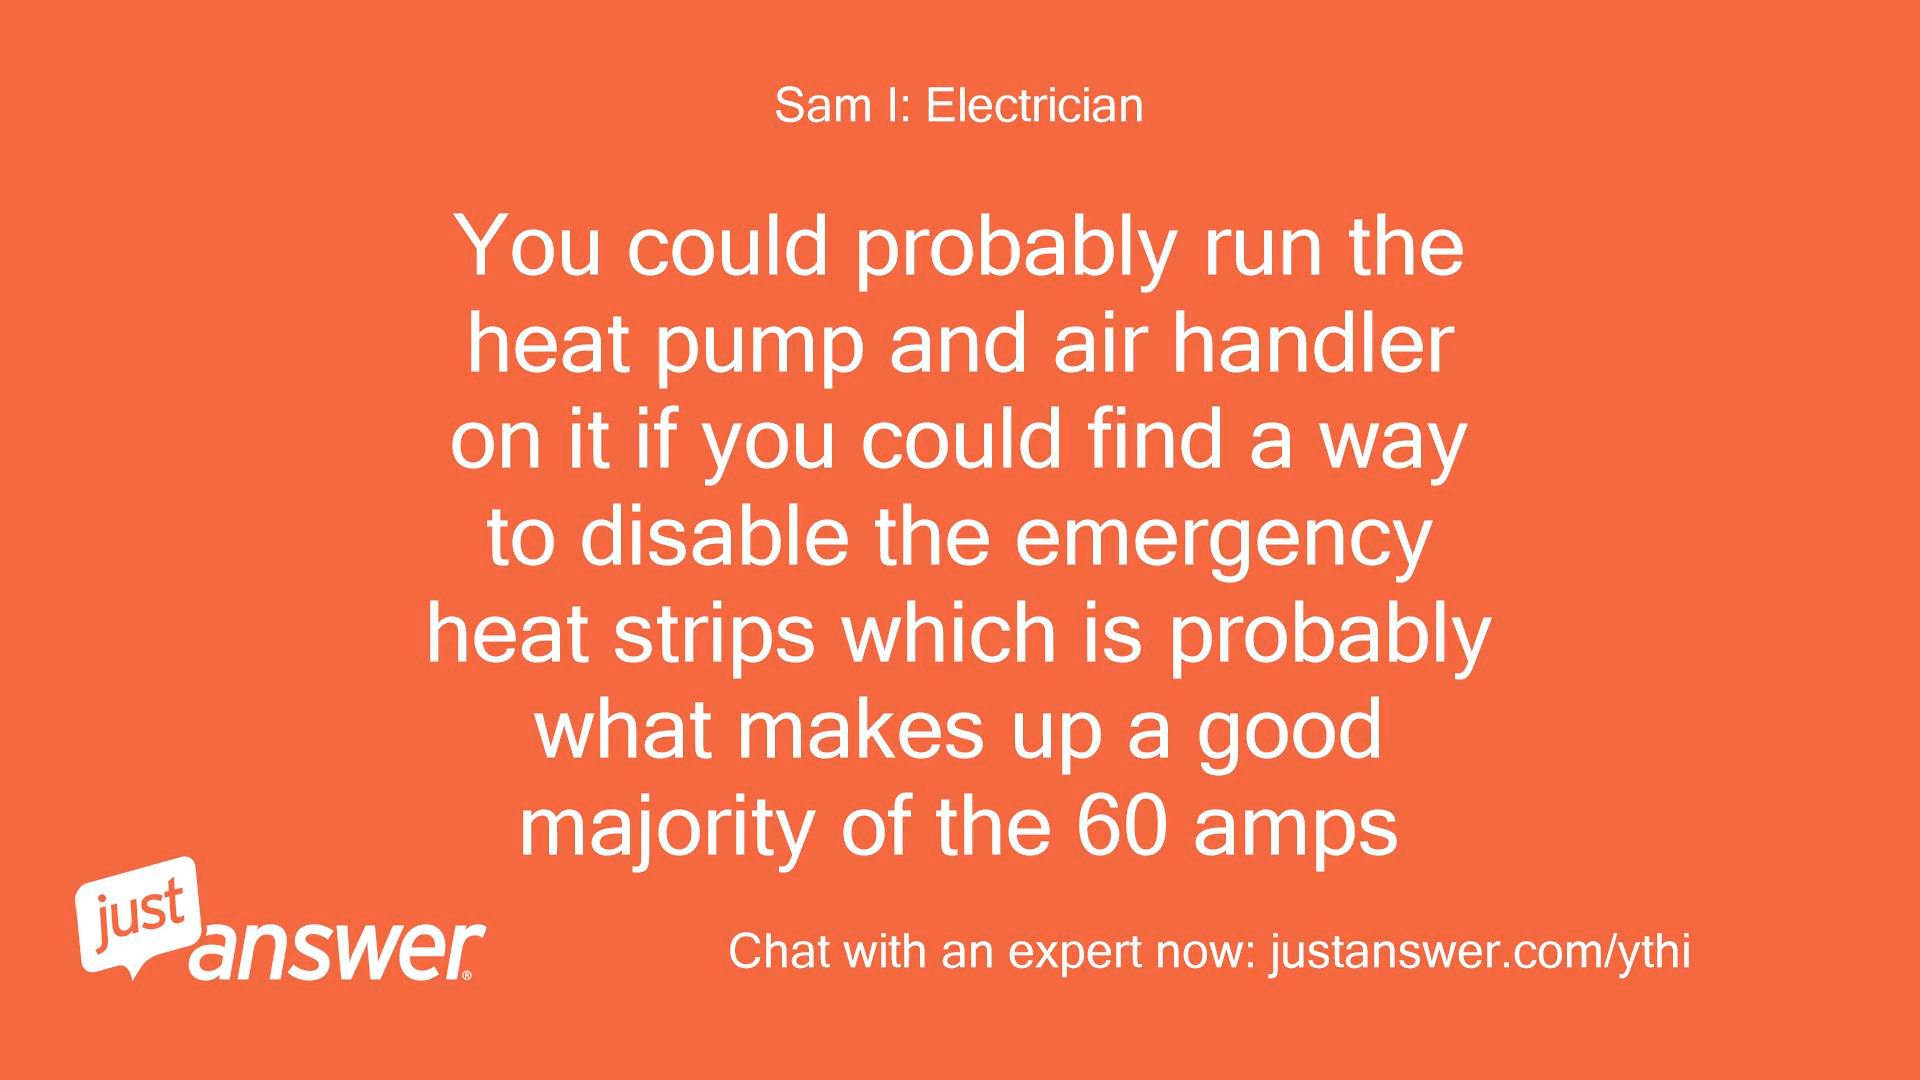 Sam I: Electrician
You could probably run the
heat pump and air handler
on it if you could find a way
to disable the emergency
heat strips which is probably
what makes up a good
majority of the 60 amps
just
answer®
Chat with an expert now: justanswer.com/ythi